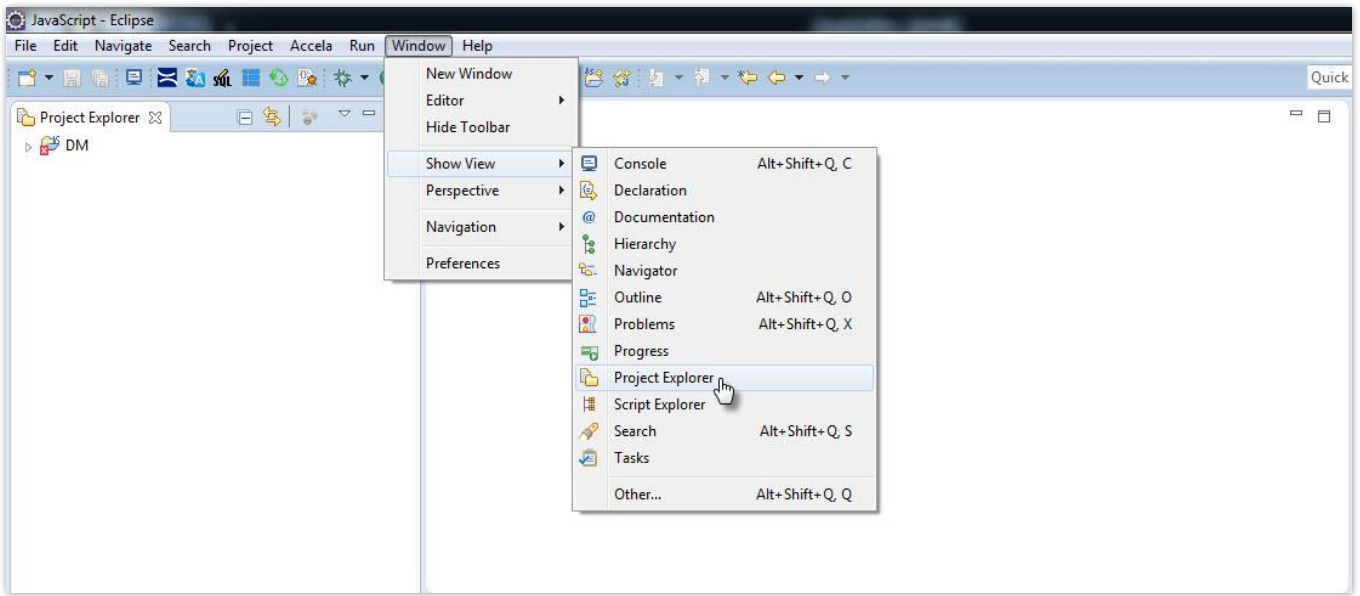 JavaScript - Eclipse
File Edit Navigate Search Project Accela Run Window Help
Quick
Project Explorer
DM
New Window
Editor
Hide Toolbar
Show View
Perspective
Navigation
Preferences
Console Alt+Shift+Q, C
Declaration
Documentation
Hierarchy
Navigator
Outline Alt+Shift+Q, O
Problems Alt+Shift+Q, X
Progress
Project Explorer
Script Explorer
Search Alt+Shift+Q, S
Tasks
Other... Alt+Shift+Q, Q